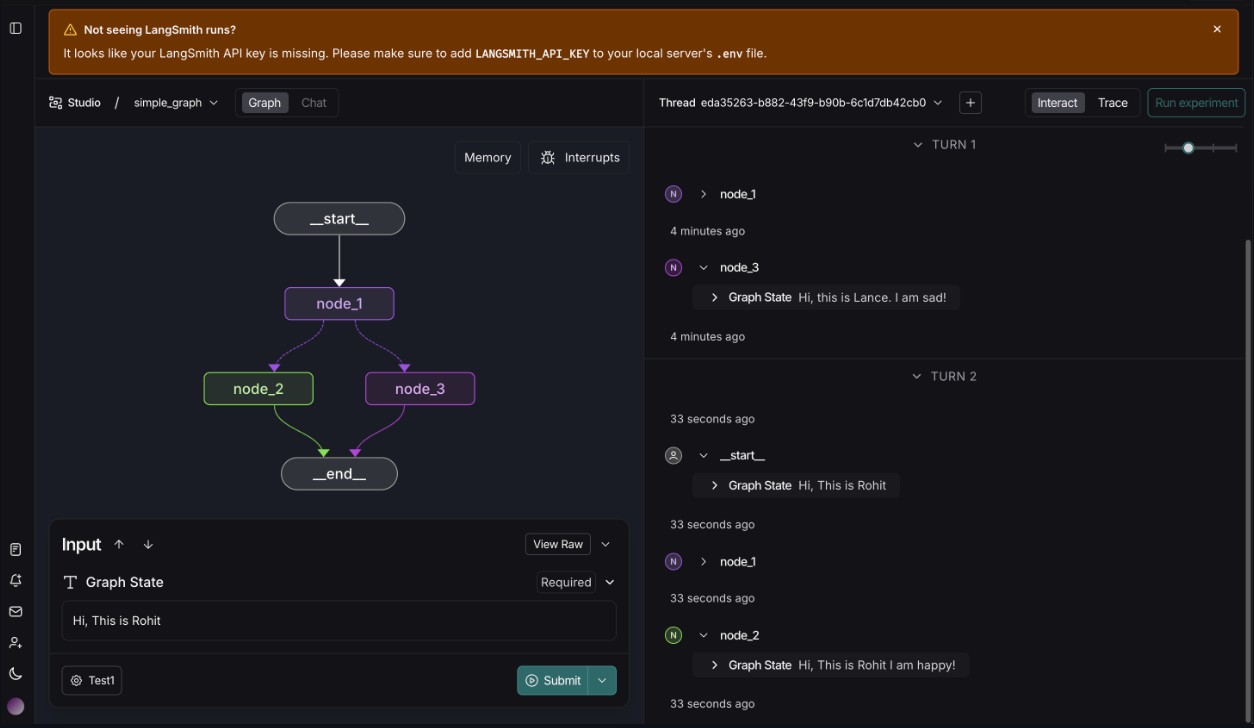 Not seeing LangSmith runs?
It looks like your LangSmith API key is missing. Please make sure to add LANGSMITH_API_KEY to your local server's .env file.
Studio / simple_graph Graph Chat
Memory Interrupts
__start__
node_1
node_2 node_3
__end__
Input View Raw
Graph State Required
Hi, This is Rohit
Test1 Submit
Thread eda35263-b882-43f9-b90b-6c1d7db42cb0 + Interact Trace Run experiment
TURN 1
N node_1
4 minutes ago
N node_3
Graph State Hi, this is Lance. I am sad!
4 minutes ago
TURN 2
33 seconds ago
__start__
Graph State Hi, This is Rohit
33 seconds ago
N node_1
33 seconds ago
N node_2
Graph State Hi, This is Rohit I am happy!
33 seconds ago